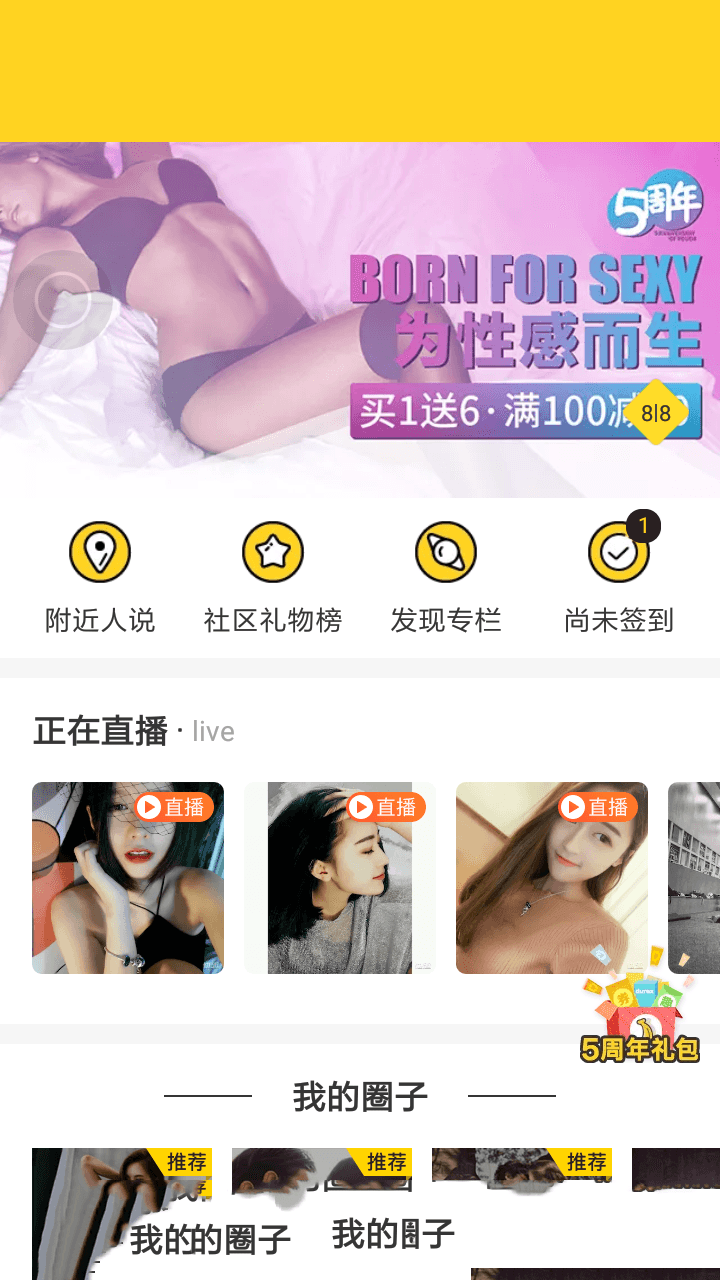 5周年
BORN FOR SEXY
为性感而生
买1送6·满100减
8|8
1
附近人说
社区礼物榜
发现专栏
尚未签到
正在直播 · live
直播
直播
直播
durex
5周年礼包
我的圈子
推荐
推荐
推荐
我的的圈子
我的圈子